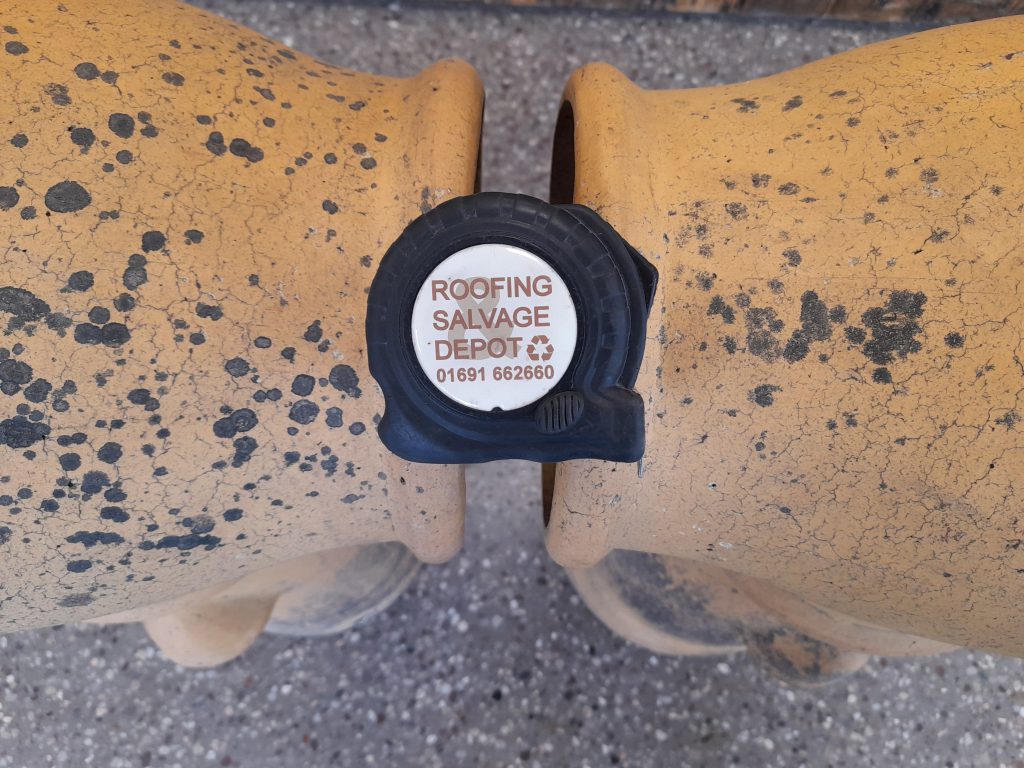 ROOFING
SALVAGE
DEPOT
01691 662660